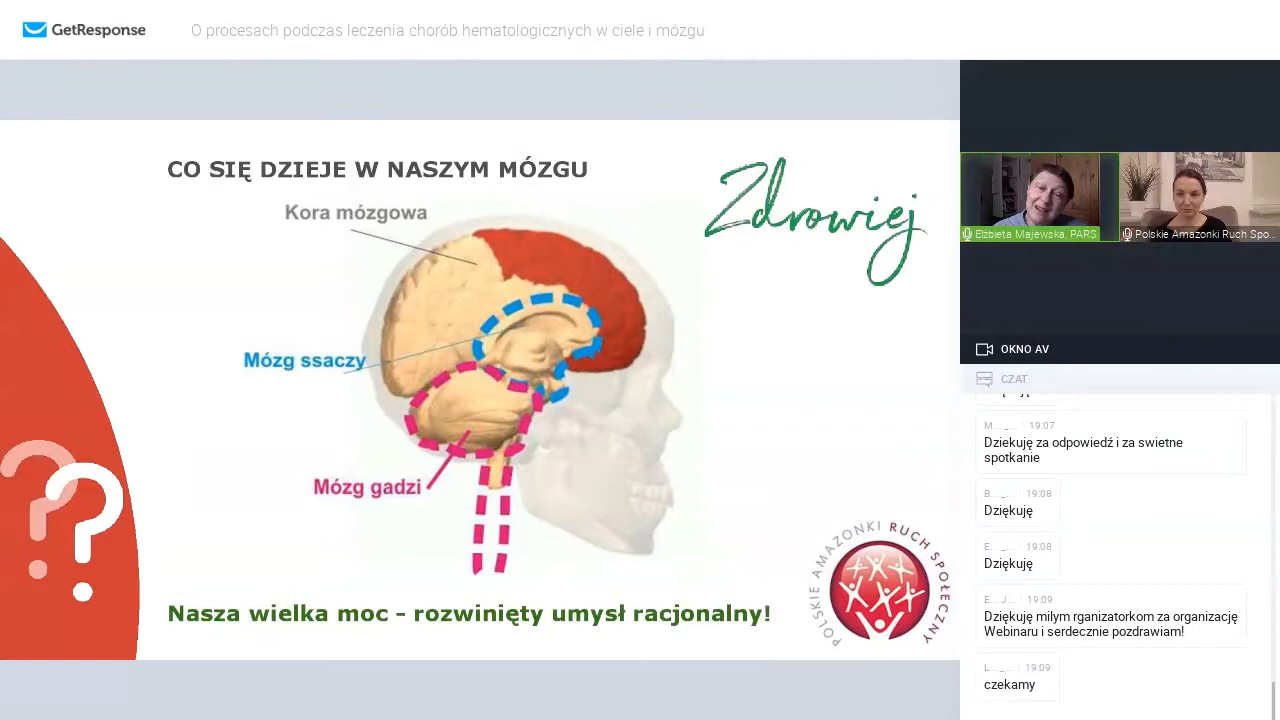 GetResponse
O procesach podczas leczenia chorób hematologicznych w ciele i mózgu
CO SIĘ DZIEJE W NASZYM MÓZGU
Zdrowiej
Kora mózgowa
Mózg ssaczy
Mózg gadzi
Nasza wielka moc - rozwinięty umysł racjonalny!
POLSKIE AMAZONKI RUCH SPOŁECZNY
Elżbieta Majewska, PARS
Polskie Amazonki Ruch Spo...
OKNO AV
CZAT
19:07
Dziekuję za odpowiedź i za swietne
spotkanie
19:08
Dziękuję
19:08
Dziękuję
19:09
Dziękuję milym rganizatorkom za organizację
Webinaru i serdecznie pozdrawiam!
19:09
czekamy